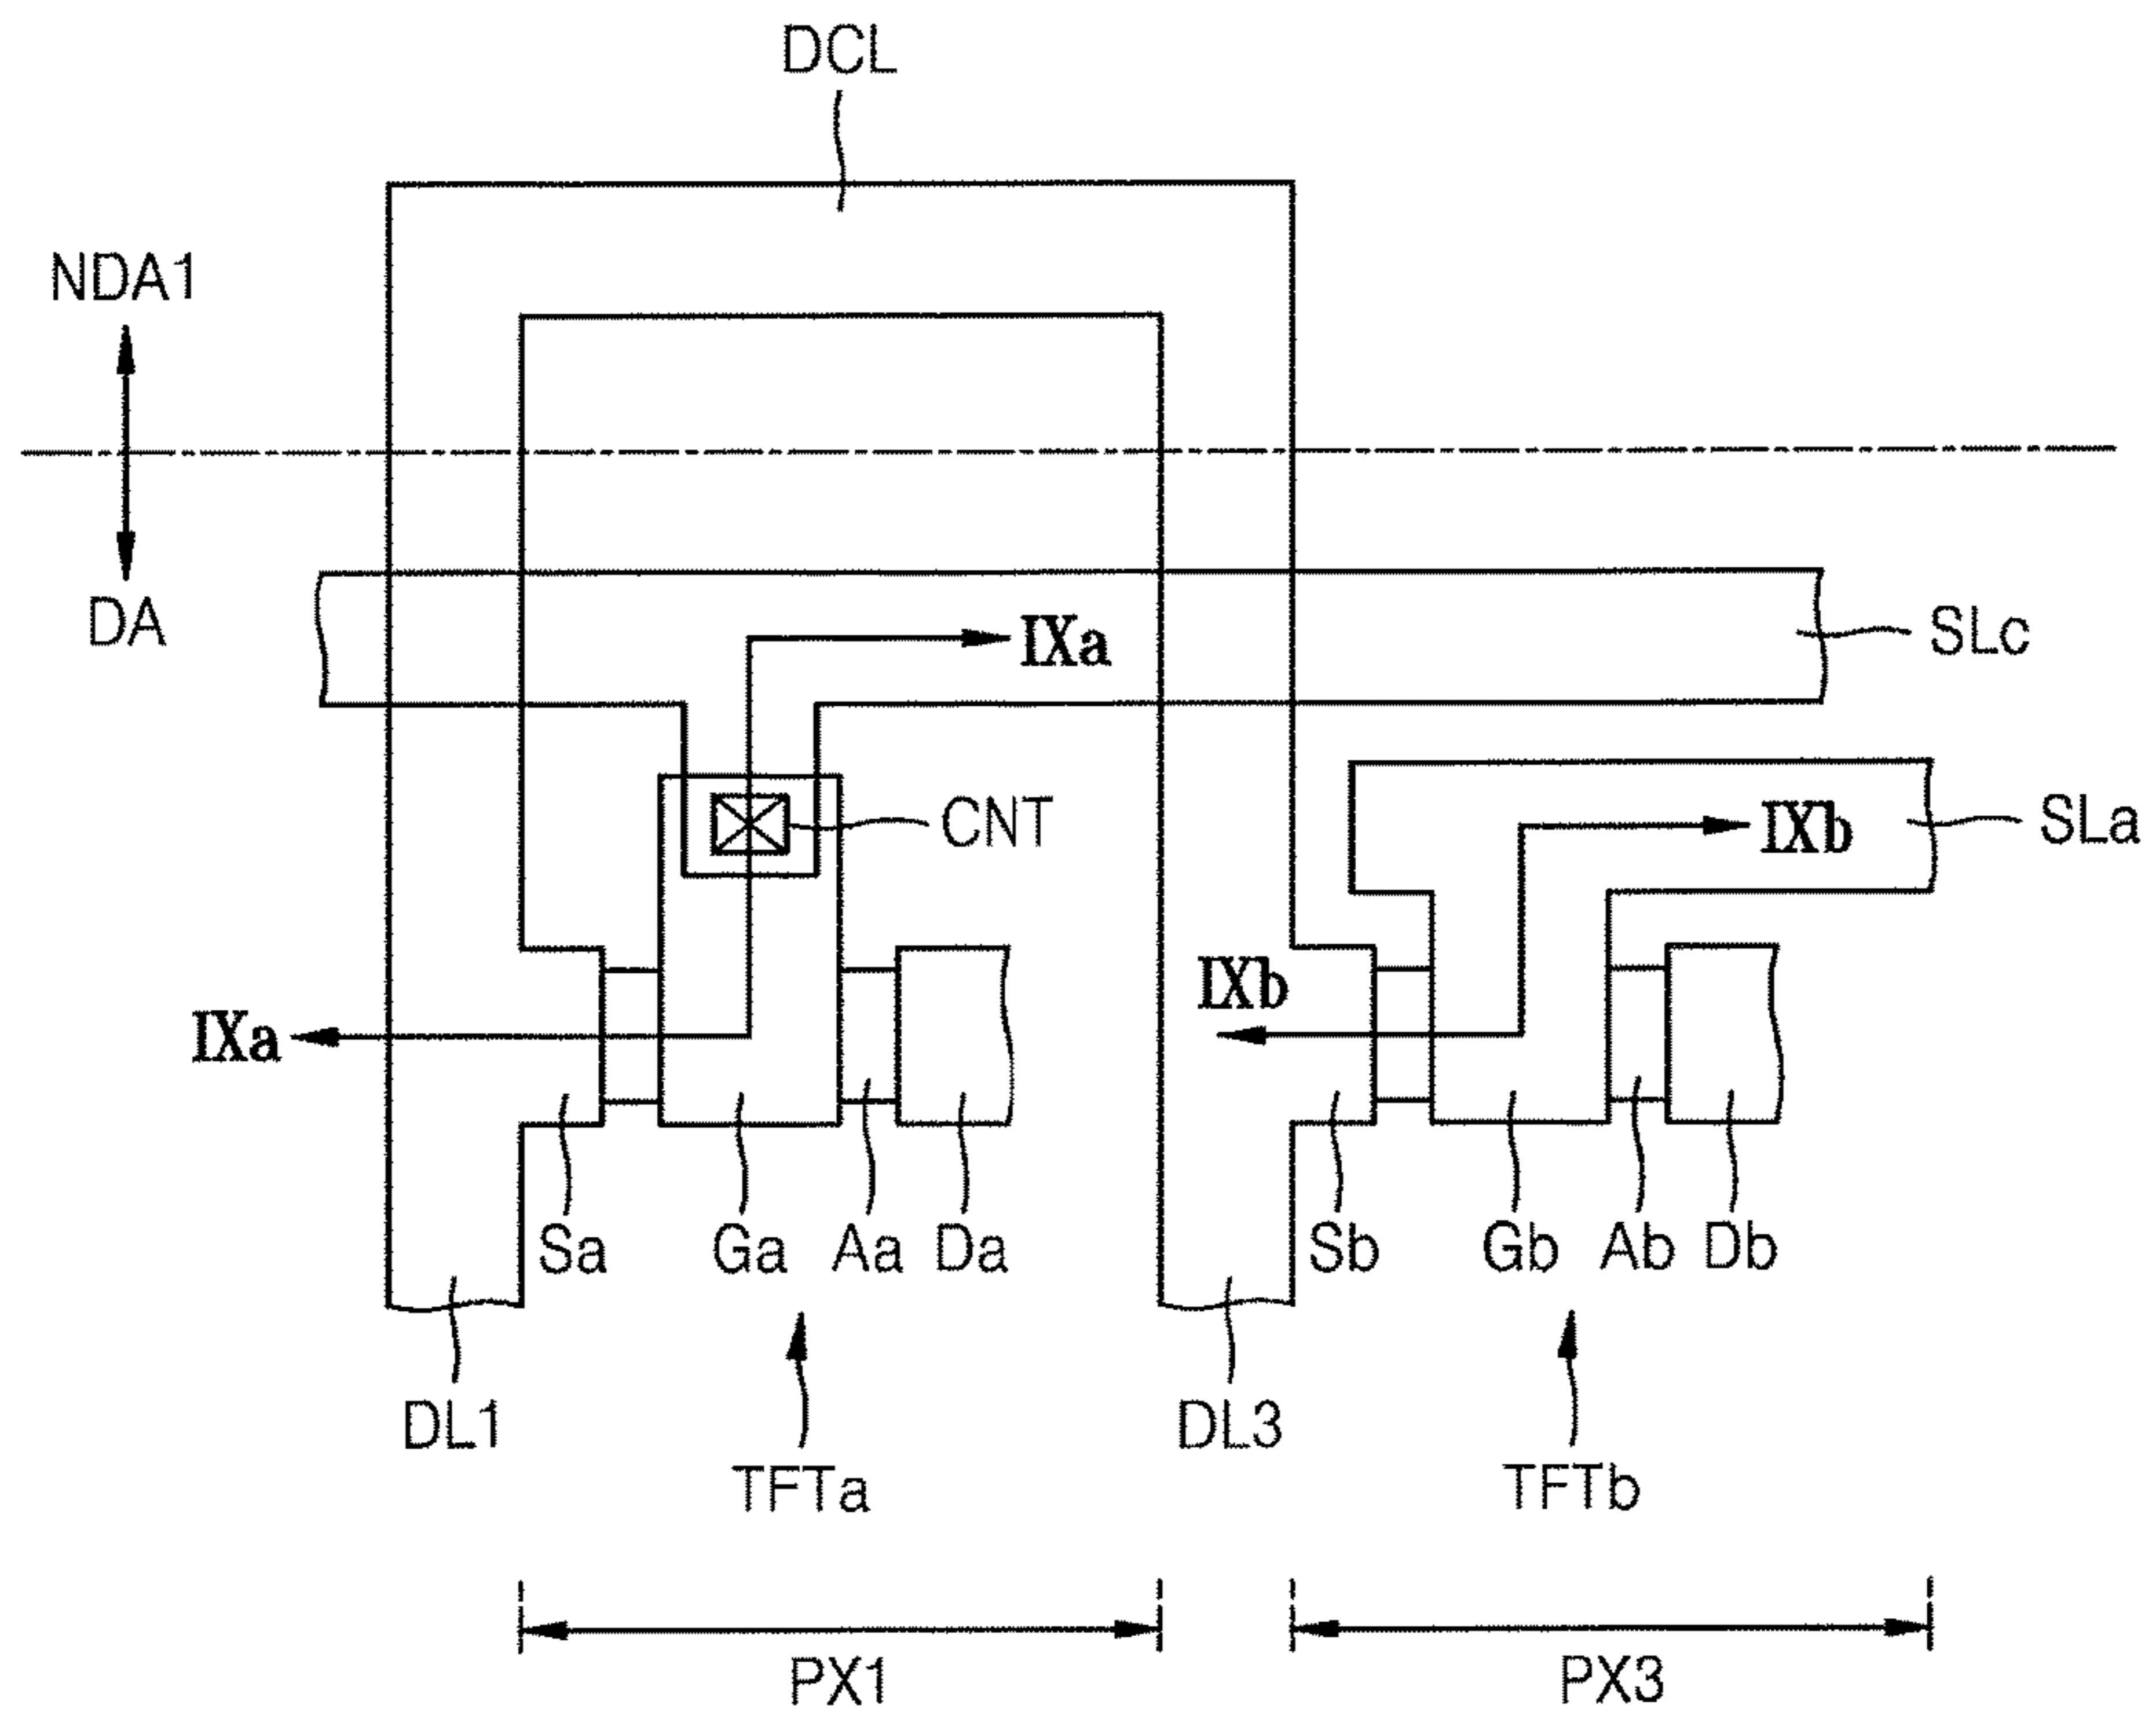 DCL
NDA1
DA
IXa
SLc
CNT
IXb
SLa
IXb
IXa
Sa Ga Aa Da Sb Gb Ab Db
DL1 DL3
TFTa TFTb
PX1 PX3